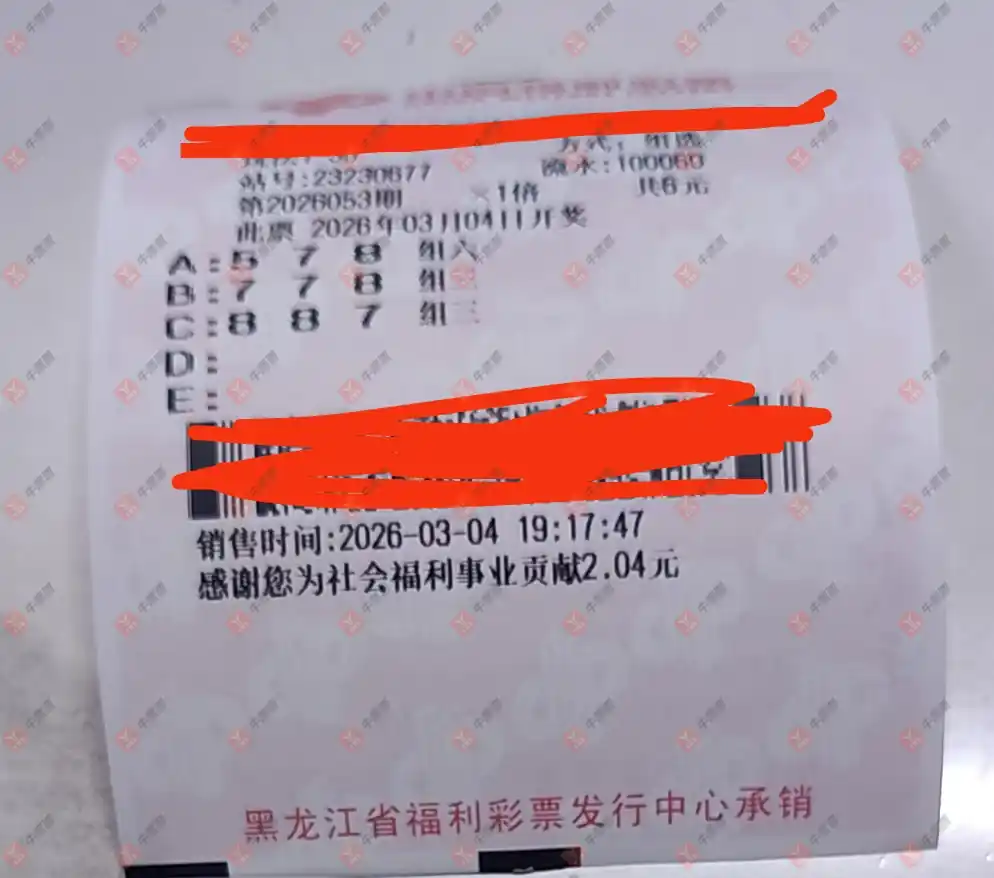 方式：组选
站号:23230677 流水:100060
第2026053期 ×1倍 共6元
此票 2026年03月04日开奖
A:5 7 8 组六
B:7 7 8 组三
C:8 8 7 组三
D:
E:
销售时间:2026-03-04 19:17:47
感谢您为社会福利事业贡献2.04元
黑龙江省福利彩票发行中心承销